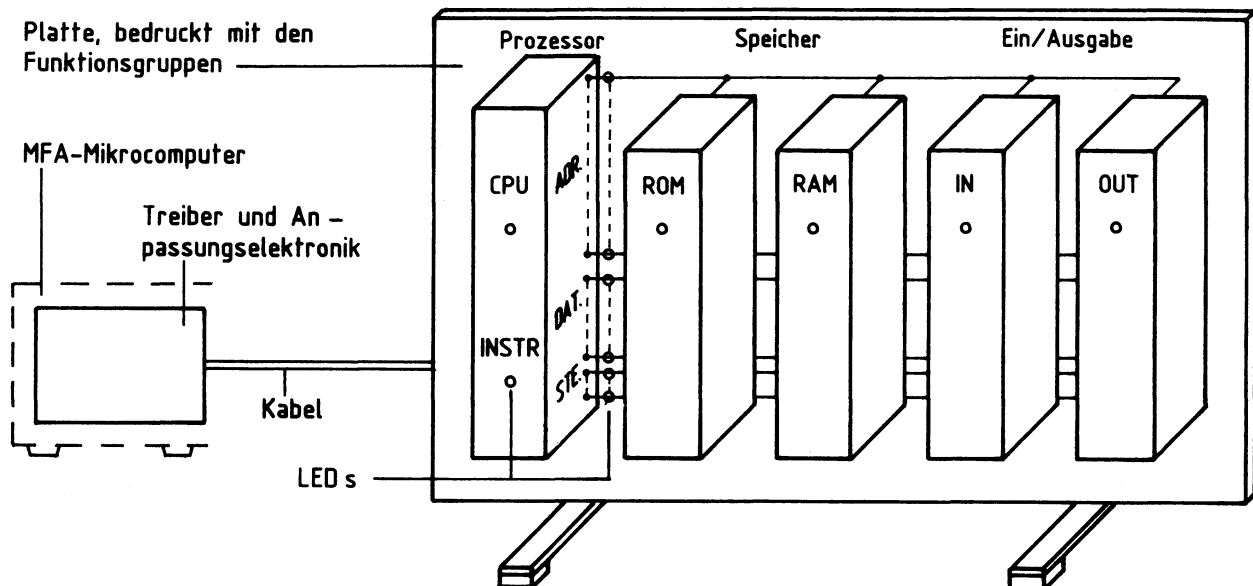 Platte, bedruckt mit den
Funktionsgruppen
Prozessor
Speicher
Ein/Ausgabe
MFA-Mikrocomputer
Treiber und An-
passungselektronik
CPU
ADR.
ROM
RAM
IN
OUT
DAT.
INSTR
STE.
Kabel
LED s